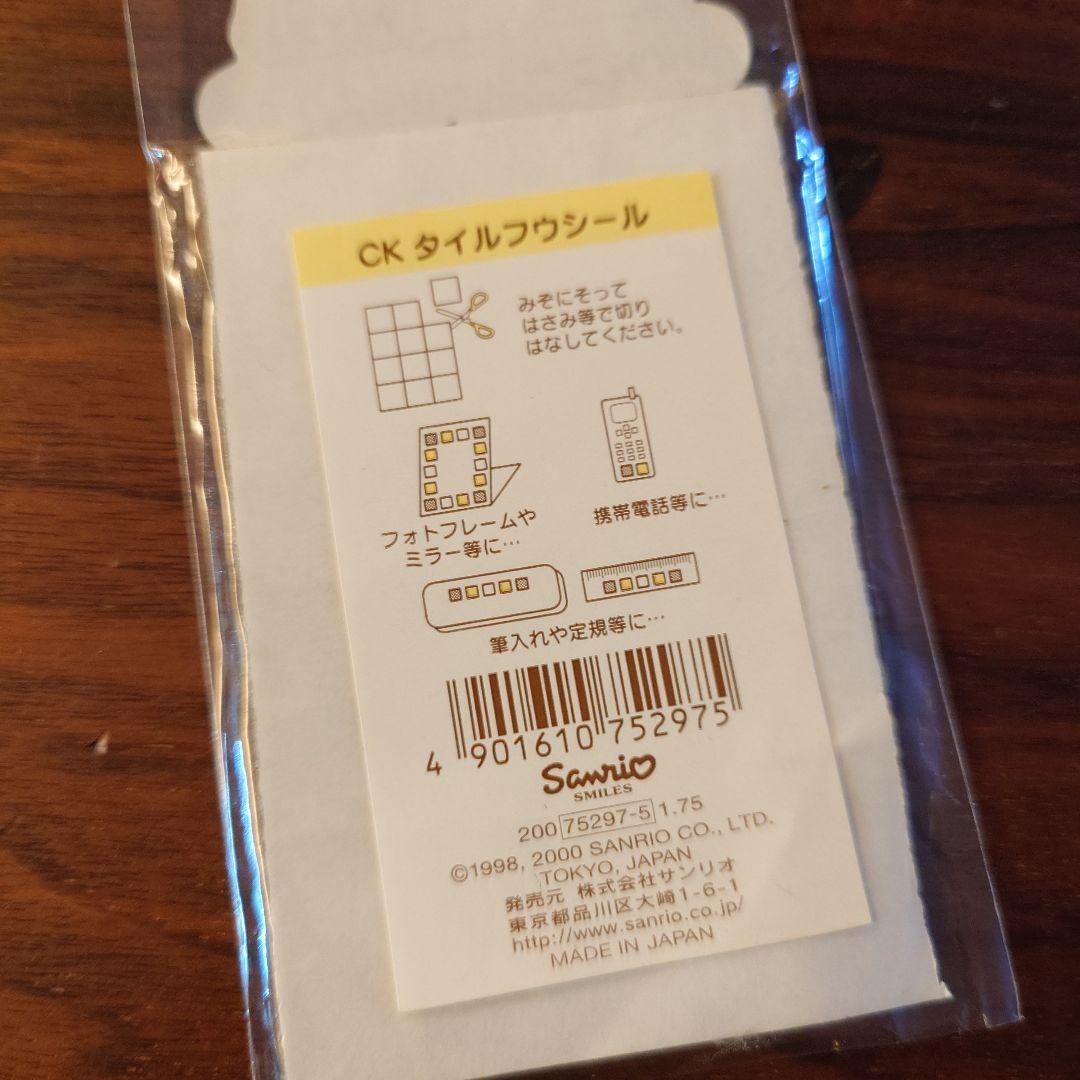 CK タイルフウシール
みぞにそって
はさみ等で切り
はなしてください。
フォトフレームや
ミラー等に…
携帯電話等に…
筆入れや定規等に…
4 901610 752975
Sanrio
SMILES
200 75297-5 1.75
©1998, 2000 SANRIO CO., LTD.
TOKYO, JAPAN
発売元 株式会社サンリオ
東京都品川区大崎1-6-1
http://www.sanrio.co.jp/
MADE IN JAPAN